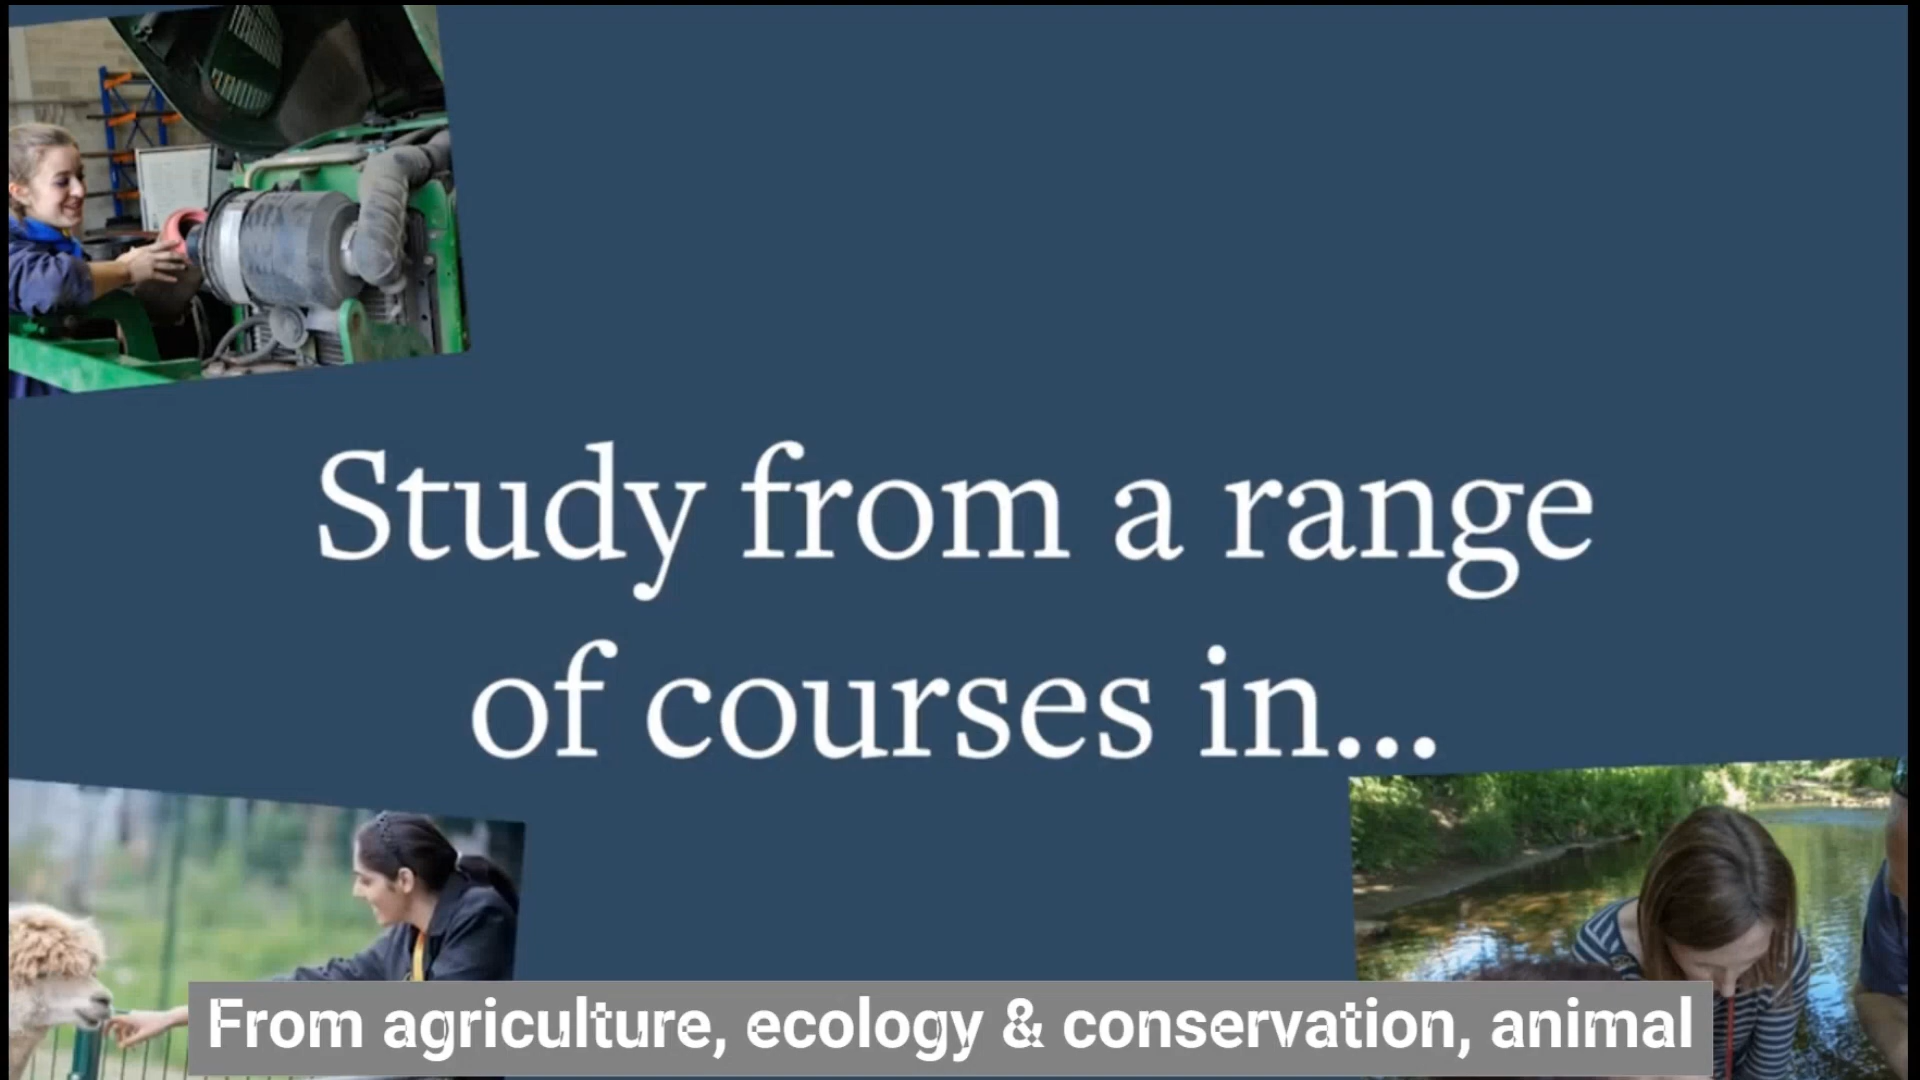 Study from a range
of courses in...
From agriculture, ecology & conservation, animal